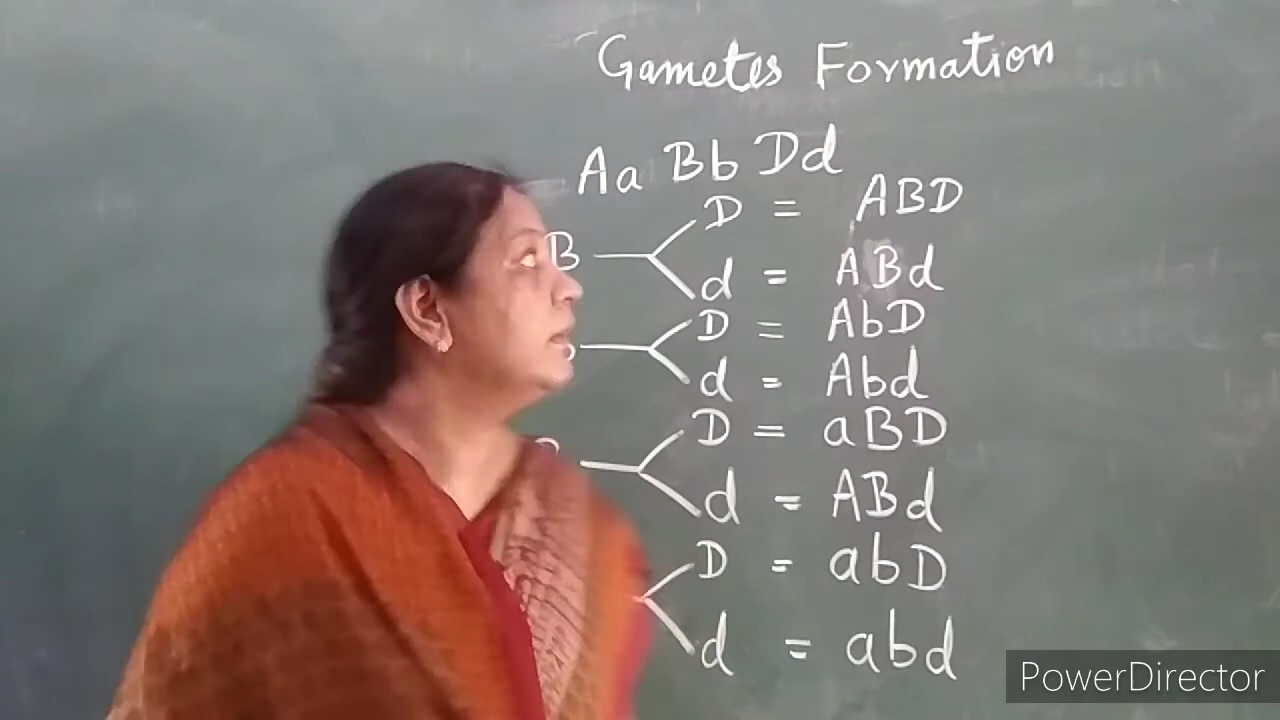 Gametes Formation
Aa Bb Dd
D = ABD
B
d = ABd
D = AbD
d = Abd
D = aBD
d = ABd
D = abD
d = abd
PowerDirector